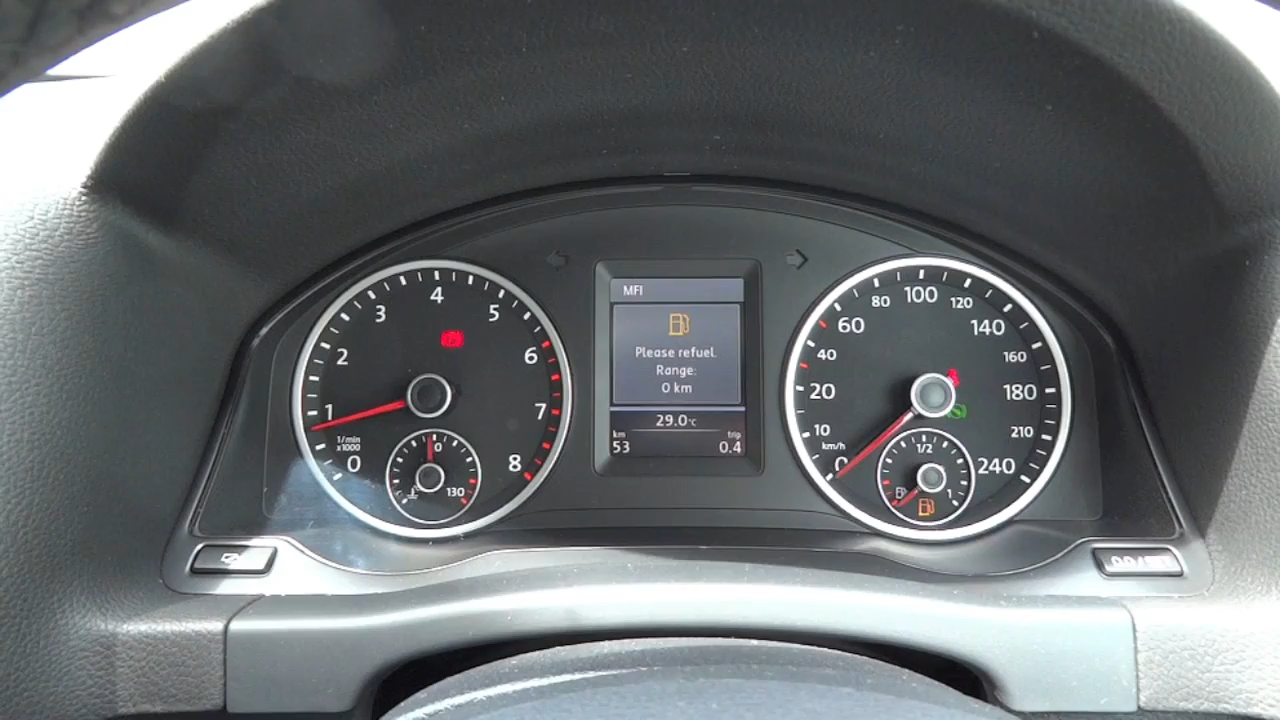 MFI
Please refuel.
Range:
0 km
29.0°C
km
trip
53
0.4
1
2
3
4
5
6
7
8
0
1/min
x1000
90
130
0
10
20
40
60
80
100
120
140
160
180
210
240
km/h
1/2
1